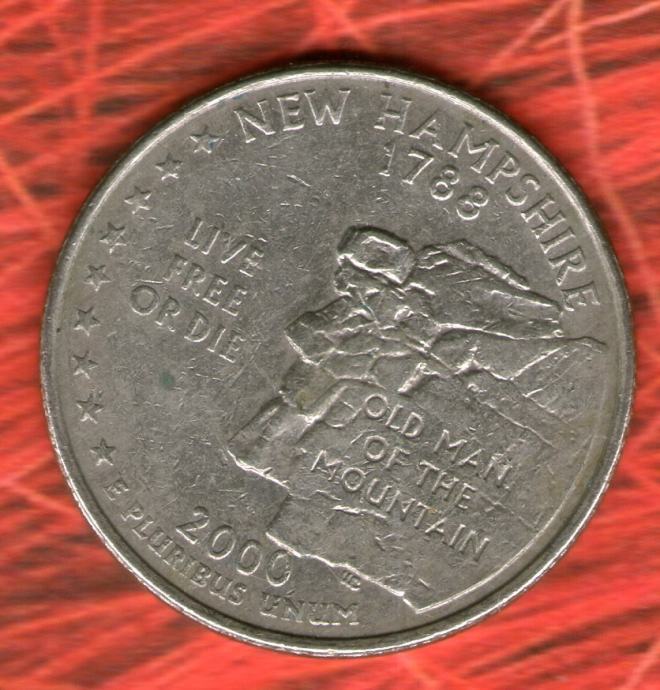 NEW HAMPSHIRE
1788
LIVE
FREE
OR DIE
OLD MAN
OF THE
MOUNTAIN
2000
E PLURIBUS UNUM